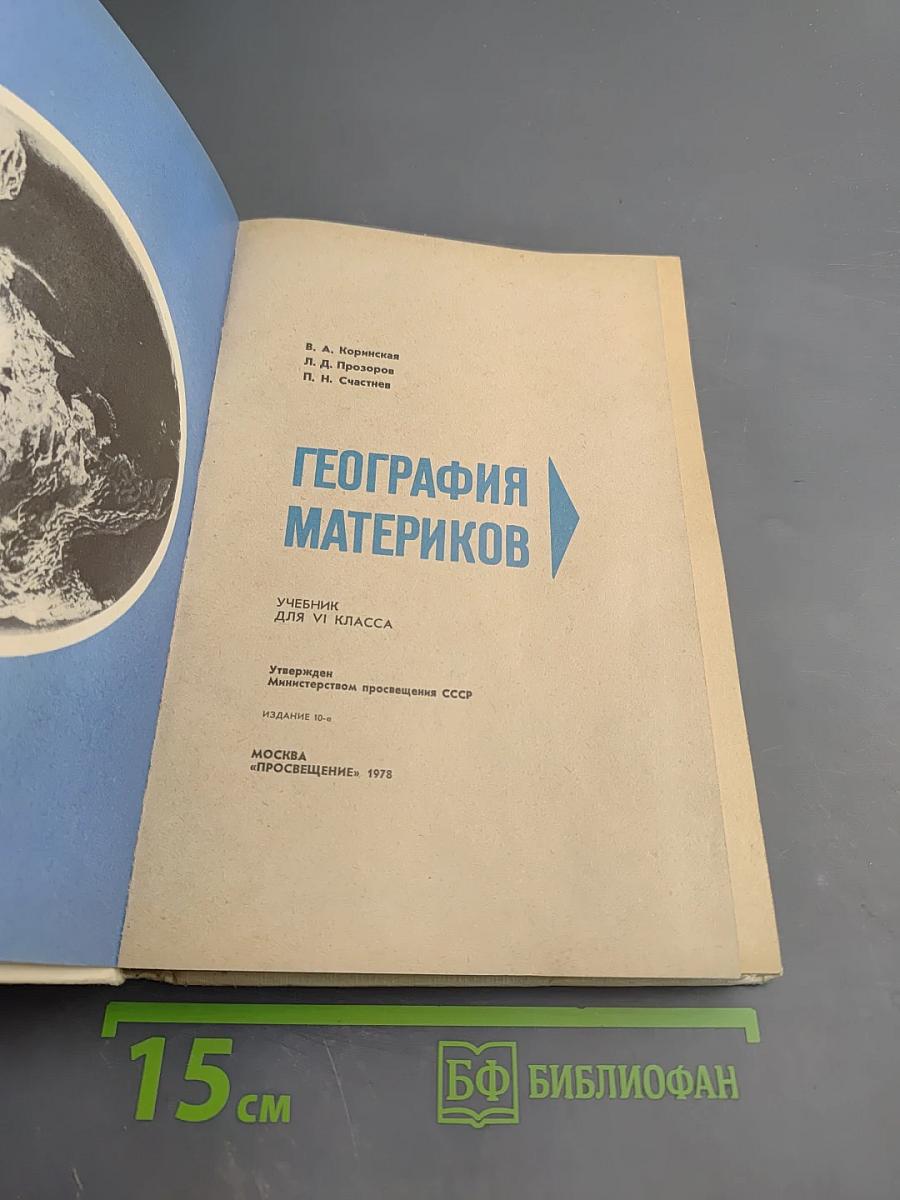 В. А. Коринская
Л. Д. Прозоров
П. Н. Счастнев
ГЕОГРАФИЯ
МАТЕРИКОВ
УЧЕБНИК
ДЛЯ VI КЛАССА
Утвержден
Министерством просвещения СССР
ИЗДАНИЕ 10-е
МОСКВА
«ПРОСВЕЩЕНИЕ» 1978
15 см
БФ БИБЛИОФАН